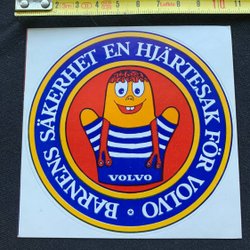 BARNENS SÄKERHET EN HJÄRTESAK FÖR VOLVO •
VOLVO